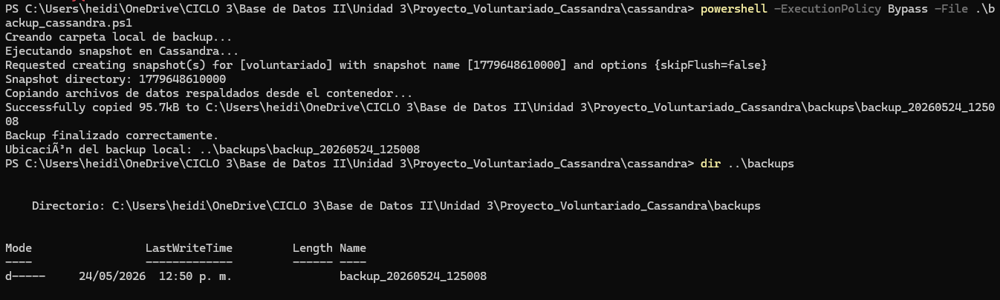 PS C:\Users\heidi\OneDrive\CICLO 3\Base de Datos II\Unidad 3\Proyecto_Voluntariado_Cassandra\cassandra> powershell -ExecutionPolicy Bypass -File .\b
ackup_cassandra.ps1
Creando carpeta local de backup...
Ejecutando snapshot en Cassandra...
Requested creating snapshot(s) for [voluntariado] with snapshot name [1779648610000] and options {skipFlush=false}
Snapshot directory: 1779648610000
Copiando archivos de datos respaldados desde el contenedor...
Successfully copied 95.7kB to C:\Users\heidi\OneDrive\CICLO 3\Base de Datos II\Unidad 3\Proyecto_Voluntariado_Cassandra\backups\backup_20260524_1250
08
Backup finalizado correctamente.
UbicaciÃ³n del backup local: ..\backups\backup_20260524_125008
PS C:\Users\heidi\OneDrive\CICLO 3\Base de Datos II\Unidad 3\Proyecto_Voluntariado_Cassandra\cassandra> dir ..\backups
Directorio: C:\Users\heidi\OneDrive\CICLO 3\Base de Datos II\Unidad 3\Proyecto_Voluntariado_Cassandra\backups
Mode                 LastWriteTime         Length Name
----                 -------------         ------ ----
d-----     24/05/2026  12:50 p. m.                backup_20260524_125008